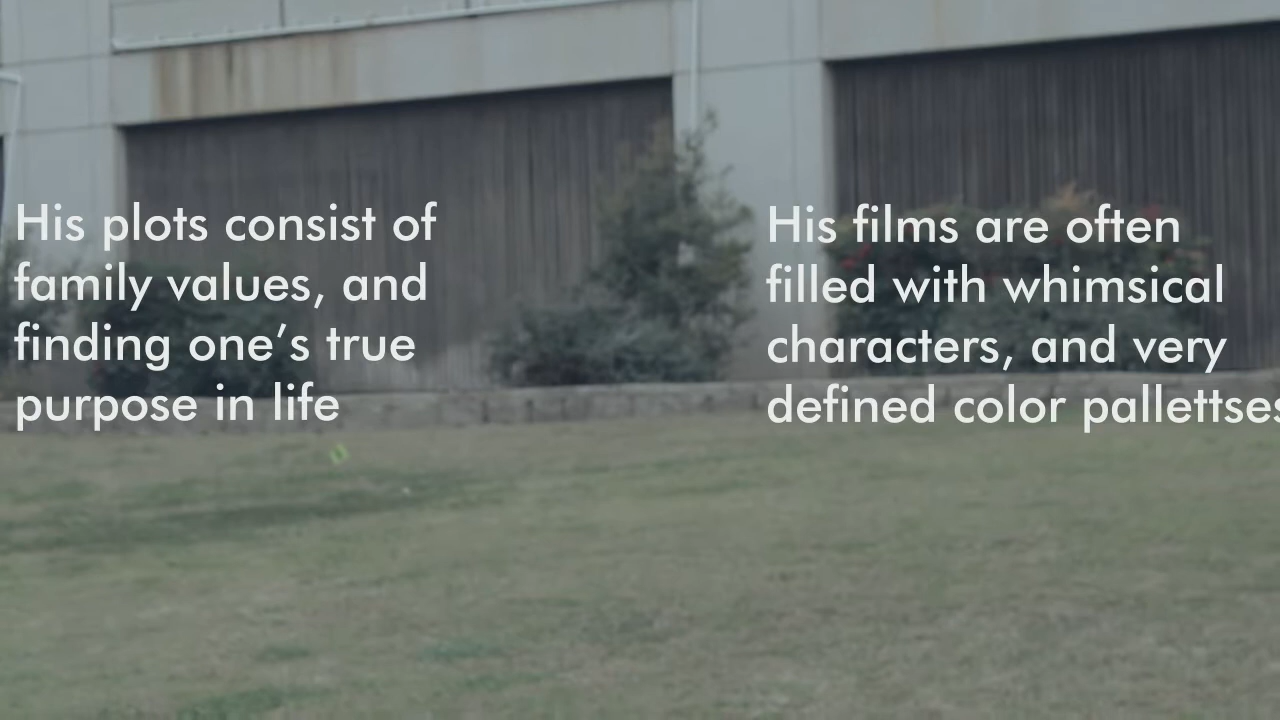 His plots consist of
family values, and
finding one’s true
purpose in life
His films are often
filled with whimsical
characters, and very
defined color pallettses